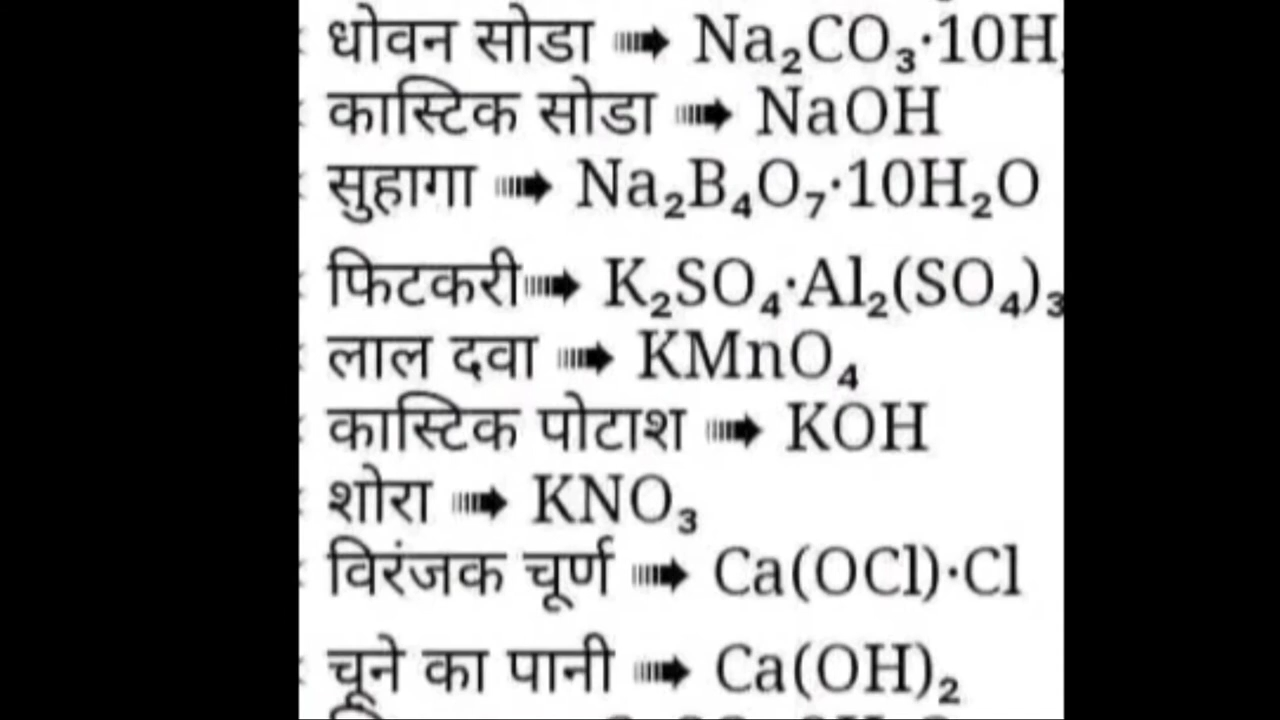 धोवन सोडा ➠ Na₂CO₃·10H
कास्टिक सोडा ➠ NaOH
सुहागा ➠ Na₂B₄O₇·10H₂O
फिटकरी➠ K₂SO₄·Al₂(SO₄)₃
लाल दवा ➠ KMnO₄
कास्टिक पोटाश ➠ KOH
शोरा ➠ KNO₃
विरंजक चूर्ण ➠ Ca(OCl)·Cl
चूने का पानी ➠ Ca(OH)₂